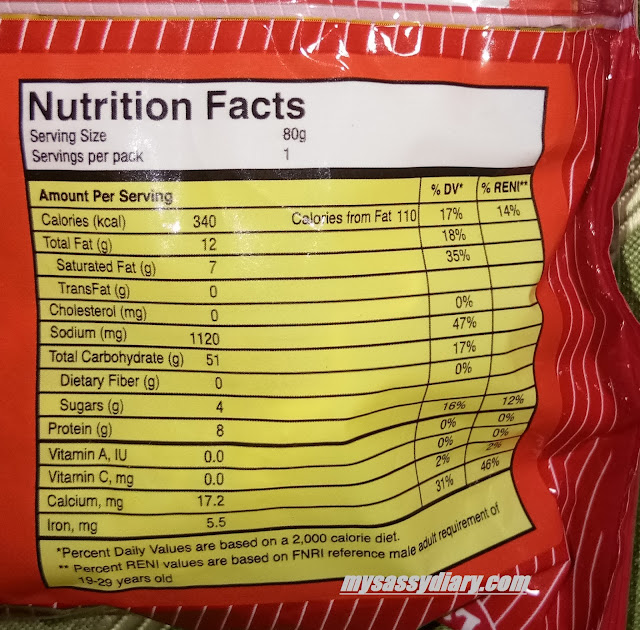 Nutrition Facts
Serving Size 80g
Servings per pack 1
Amount Per Serving % DV* % RENI**
Calories (kcal) 340 Calories from Fat 110 17% 14%
Total Fat (g) 12 18%
Saturated Fat (g) 7 35%
TransFat (g) 0
Cholesterol (mg) 0 0%
Sodium (mg) 1120 47%
Total Carbohydrate (g) 51 17%
Dietary Fiber (g) 0 0%
Sugars (g) 4
Protein (g) 8 16% 12%
Vitamin A, IU 0.0 0% 0%
Vitamin C, mg 0.0 0% 0%
Calcium, mg 17.2 2% 2%
Iron, mg 5.5 31% 46%
*Percent Daily Values are based on a 2,000 calorie diet.
** Percent RENI values are based on FNRI reference male adult requirement of
19-29 years old
mysassydiary.com